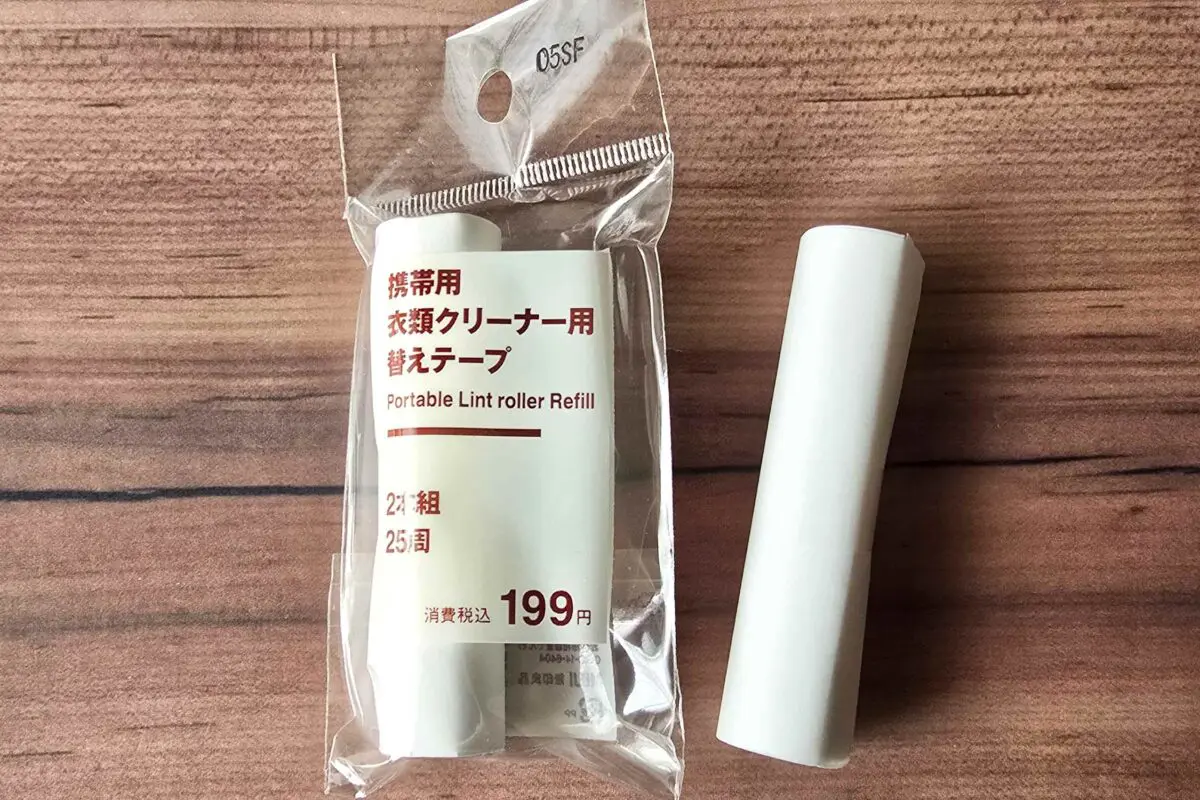 05SF
携帯用
衣類クリーナー用
替えテープ
Portable Lint roller Refill
2本組
25周
消費税込 199円